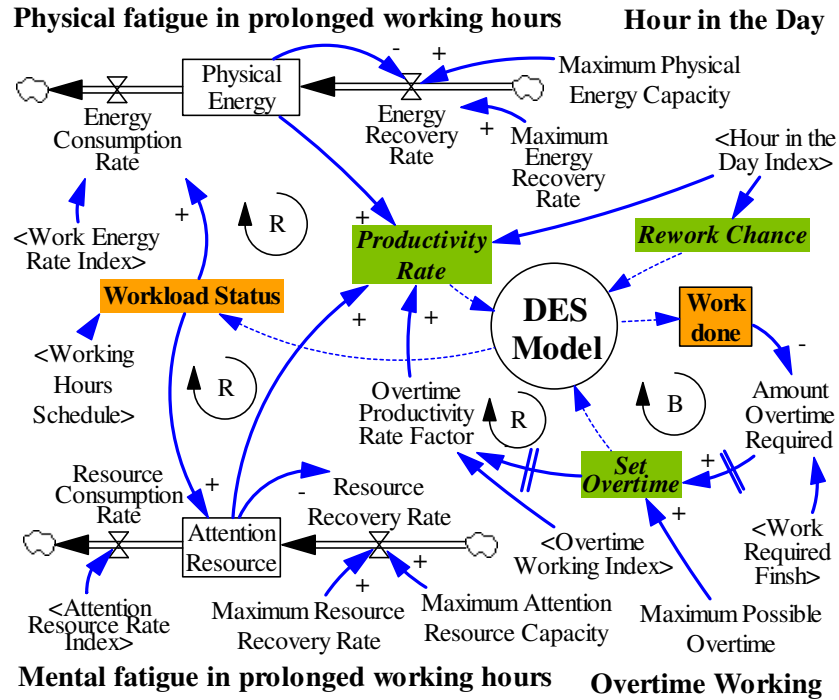 Physical fatigue in prolonged working hours
Hour in the Day
Physical
Energy
-
+
Maximum Physical
Energy Capacity
Energy
Consumption
Rate
Energy
Recovery
Rate
+
Maximum
Energy
Recovery
Rate
<Hour in the
Day Index>
+
R
+
<Work Energy
Rate Index>
Productivity
Rate
Rework Chance
Workload Status
DES
Model
Work
done
+
+
-
<Working
Hours
Schedule>
R
Overtime
Productivity
Rate Factor
R
B
Amount
Overtime
Required
Resource
Consumption
Rate
+
-
Resource
Recovery Rate
Set
Overtime
+
+
Attention
Resource
+
+
<Overtime
Working Index>
<Work
Required
Finsh>
<Attention
Resource Rate
Index>
Maximum Resource
Recovery Rate
Maximum Attention
Resource Capacity
Maximum Possible
Overtime
Mental fatigue in prolonged working hours
Overtime Working